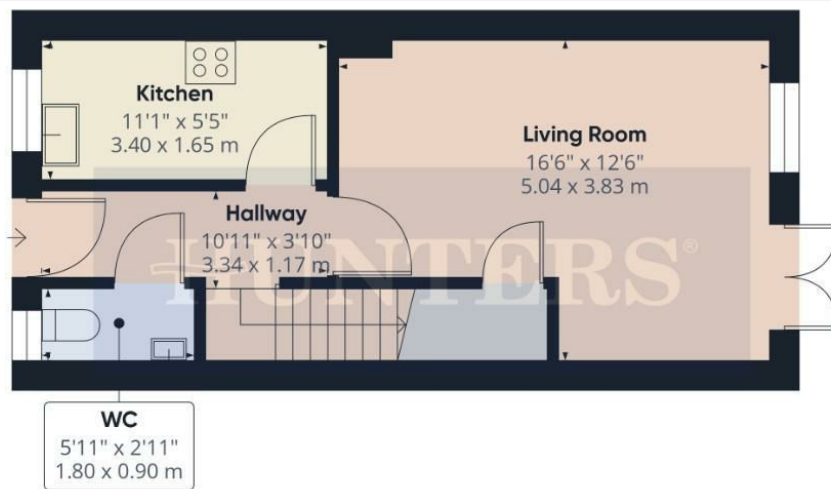 Kitchen
11'1" x 5'5"
3.40 x 1.65 m
Living Room
16'6" x 12'6"
5.04 x 3.83 m
Hallway
10'11" x 3'10"
3.34 x 1.17 m
HUNTERS®
WC
5'11" x 2'11"
1.80 x 0.90 m